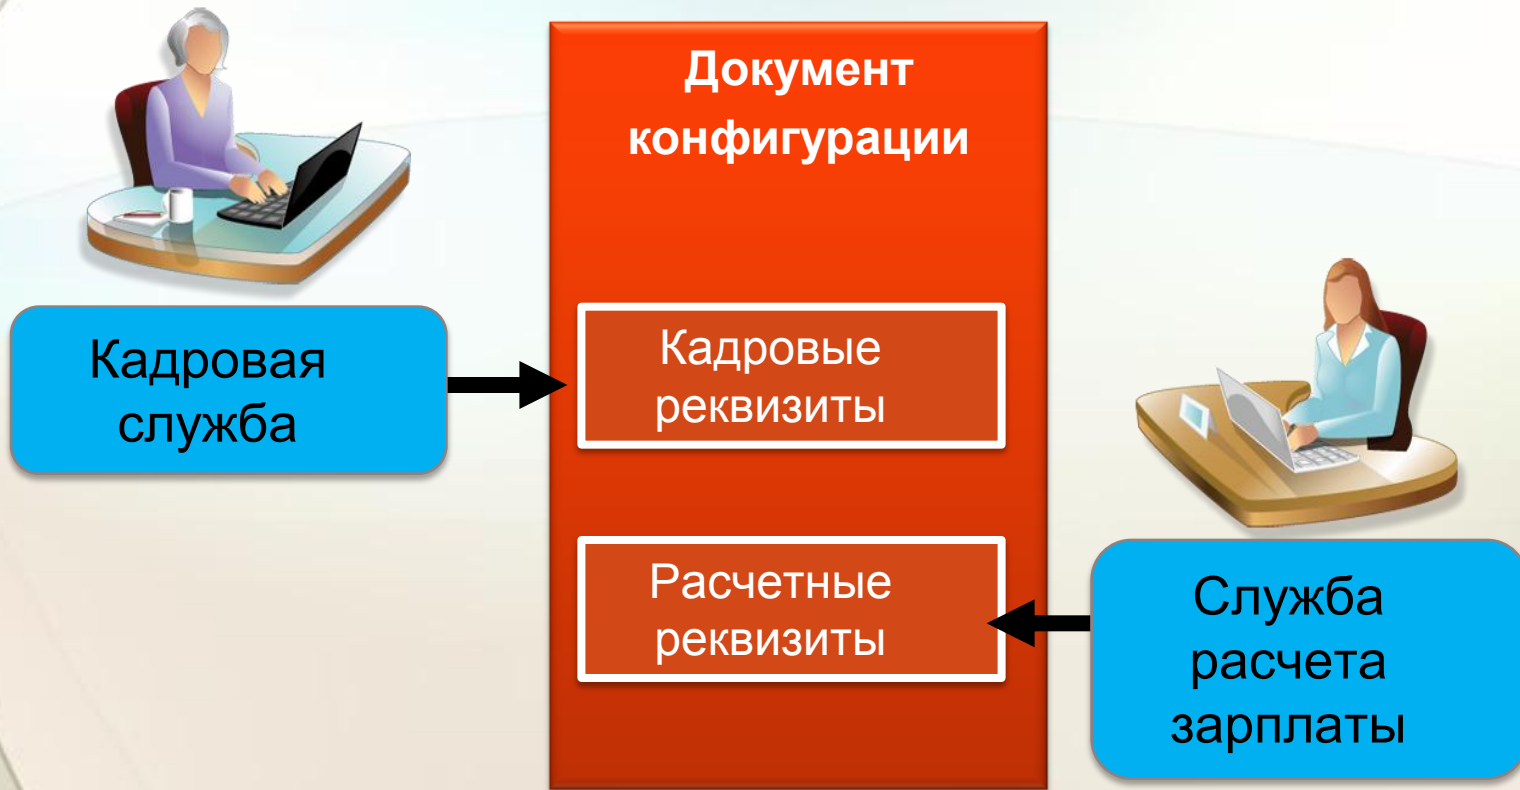 Документ
конфигурации
Кадровая
служба
Кадровые
реквизиты
Расчетные
реквизиты
Служба
расчета
зарплаты